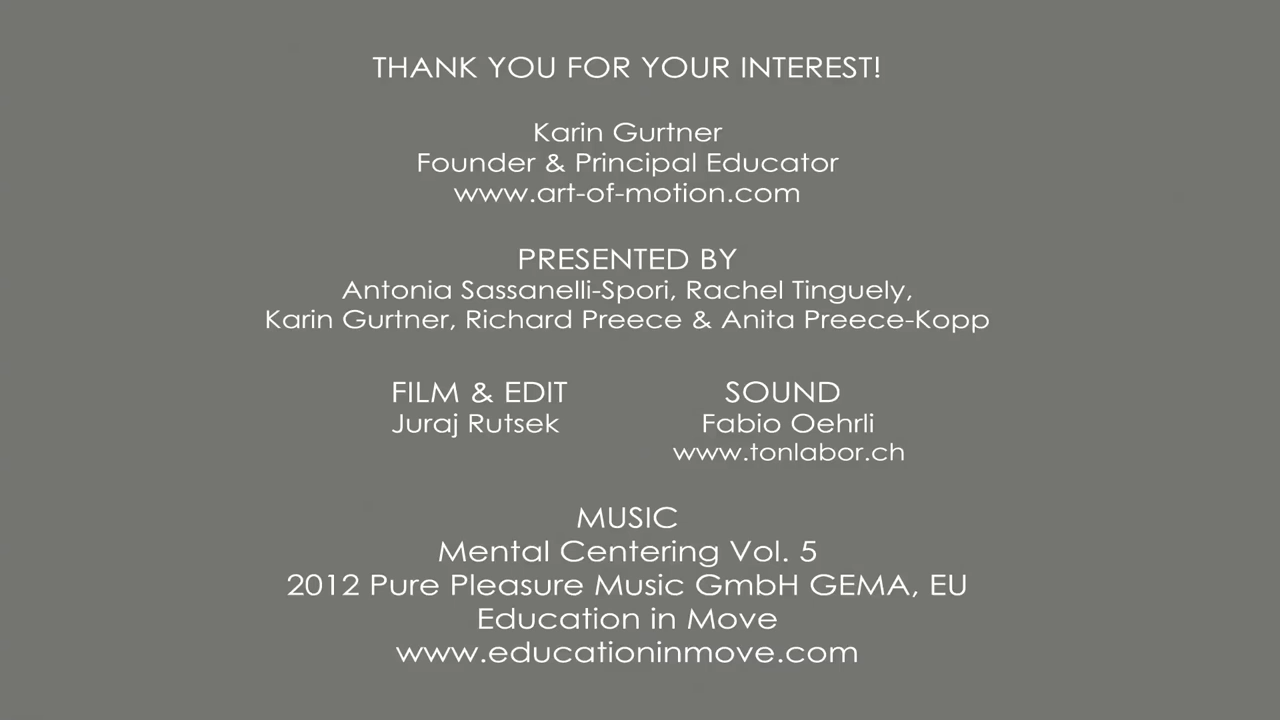 THANK YOU FOR YOUR INTEREST!
Karin Gurtner
Founder & Principal Educator
www.art-of-motion.com
PRESENTED BY
Antonia Sassanelli-Spori, Rachel Tinguely,
Karin Gurtner, Richard Preece & Anita Preece-Kopp
FILM & EDIT
Juraj Rutsek
SOUND
Fabio Oehrli
www.tonlabor.ch
MUSIC
Mental Centering Vol. 5
2012 Pure Pleasure Music GmbH GEMA, EU
Education in Move
www.educationinmove.com